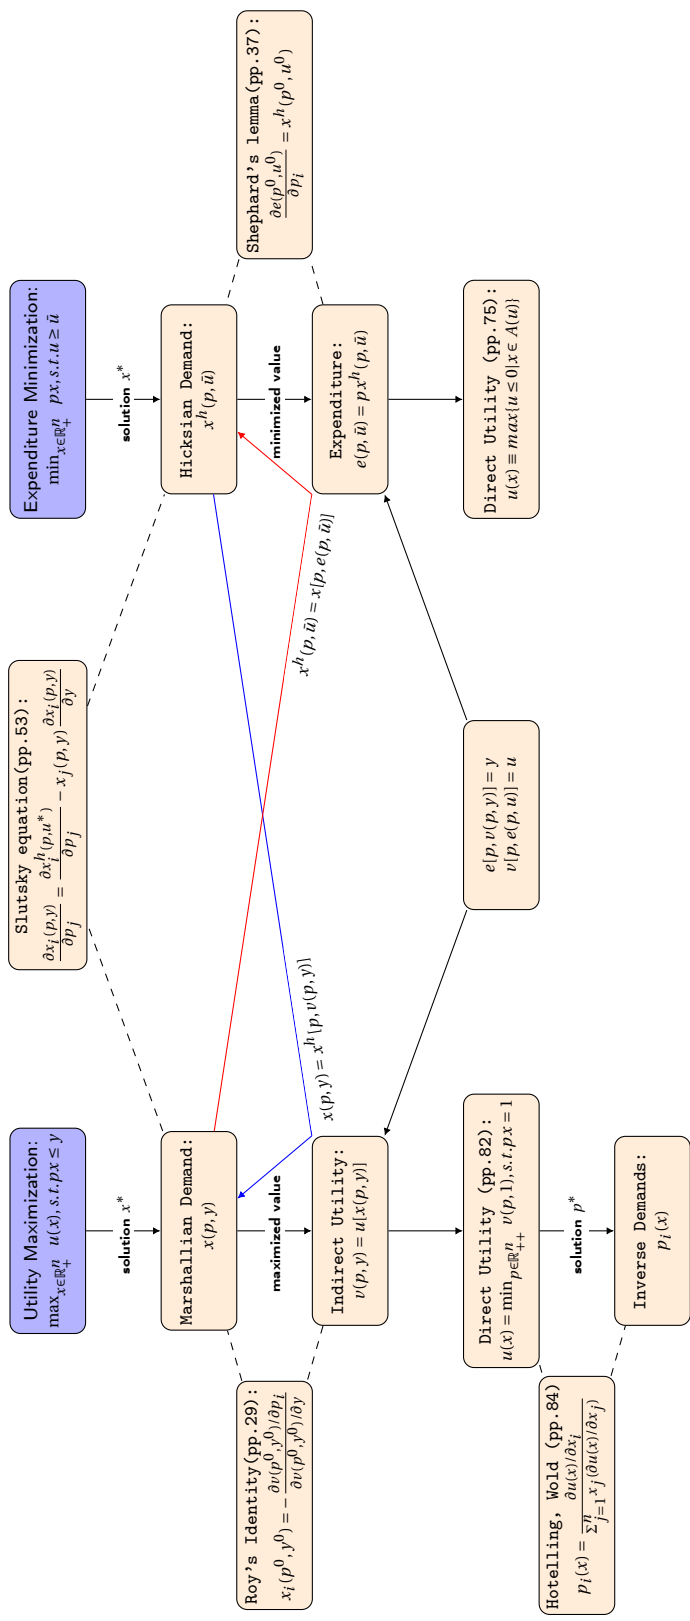 Utility Maximization:
max_{x∈ℝ^n_+} u(x), s.t. px ≤ y
Slutsky equation(pp.53):
∂x_i(p,y)/∂p_j = ∂x_i^h(p,u*)/∂p_j − x_j(p,y) ∂x_i(p,y)/∂y
Expenditure Minimization:
min_{x∈ℝ^n_+} px, s.t. u ≥ ū
solution x*
solution x*
Marshallian Demand:
x(p,y)
Hicksian Demand:
x^h(p,ū)
Roy's Identity(pp.29):
x_i(p^0,y^0) = − ∂v(p^0,y^0)/∂p_i / ∂v(p^0,y^0)/∂y
maximized value
minimized value
Shephard's lemma(pp.37):
∂e(p^0,u^0)/∂p_i = x^h(p^0,u^0)
x(p,y) = x^h[p,v(p,y)]
x^h(p,ū) = x[p,e(p,ū)]
Indirect Utility:
v(p,y) = u[x(p,y)]
Expenditure:
e(p,ū) = px^h(p,ū)
Direct Utility (pp.82):
u(x) = min_{p∈ℝ^n_{++}} v(p,1), s.t. px = 1
e[p,v(p,y)] = y
v[p,e(p,u)] = u
Direct Utility (pp.75):
u(x) ≡ max{u ≤ 0|x ∈ A(u)}
Hotelling, Wold (pp.84)
p_i(x) = ∂u(x)/∂x_i / Σ^n_{j=1} x_j(∂u(x)/∂x_j)
solution p*
Inverse Demands:
p_i(x)